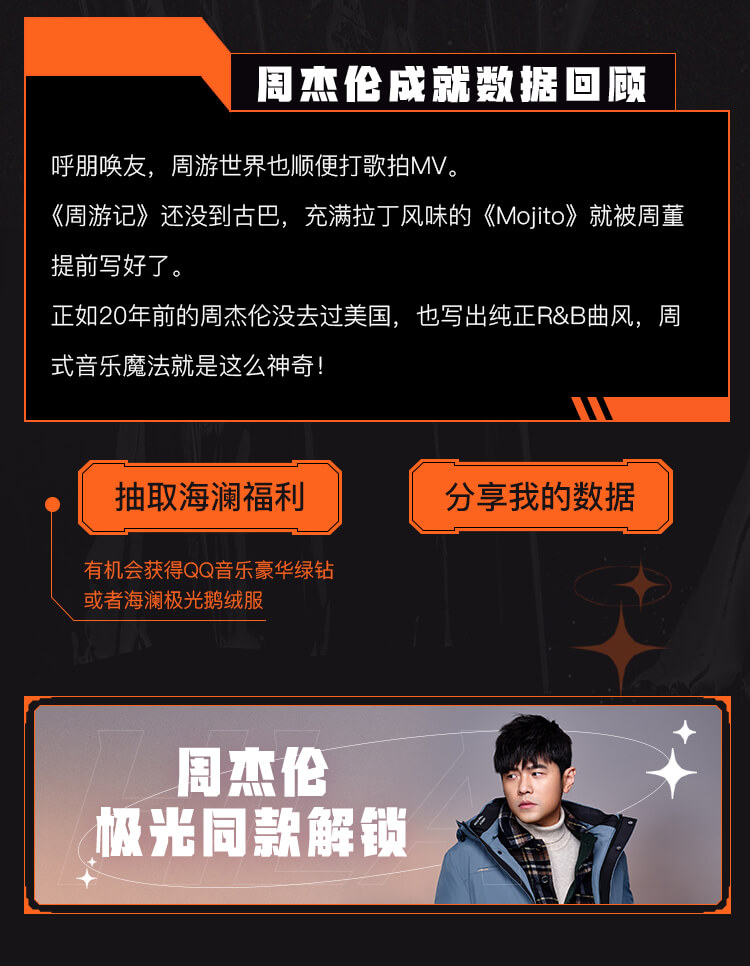 周杰伦成就数据回顾
呼朋唤友，周游世界也顺便打歌拍MV。
《周游记》还没到古巴，充满拉丁风味的《Mojito》就被周董
提前写好了。
正如20年前的周杰伦没去过美国，也写出纯正R&B曲风，周
式音乐魔法就是这么神奇！
抽取海澜福利
分享我的数据
有机会获得QQ音乐豪华绿钻
或者海澜极光鹅绒服
周杰伦
极光同款解锁